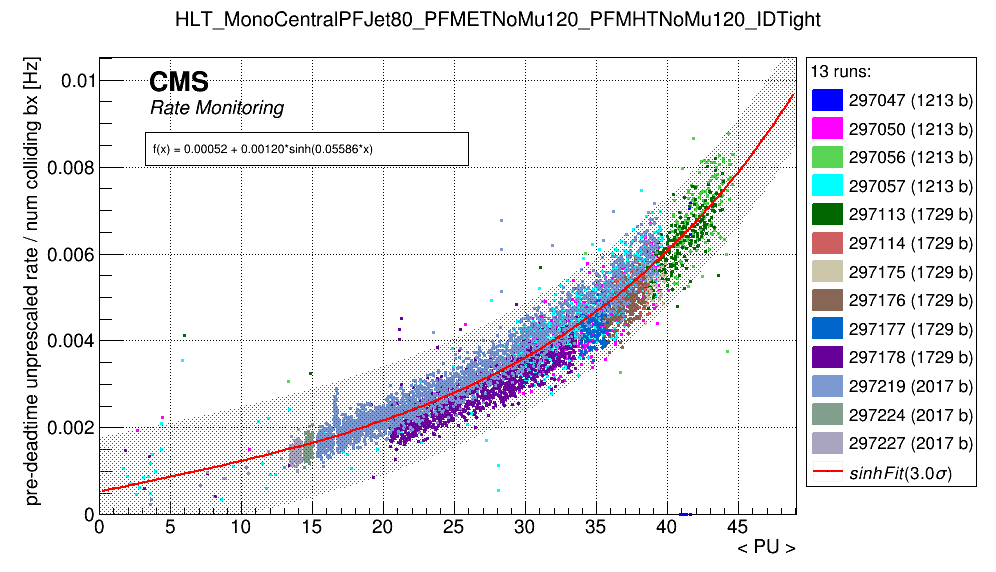 HLT_MonoCentralPFJet80_PFMETNoMu120_PFMHTNoMu120_IDTight
pre-deadtime unprescaled rate / num colliding bx [Hz]
0.01
0.008
0.006
0.004
0.002
0
CMS
Rate Monitoring
f(x) = 0.00052 + 0.00120*sinh(0.05586*x)
0 5 10 15 20 25 30 35 40 45
< PU >
13 runs:
297047 (1213 b)
297050 (1213 b)
297056 (1213 b)
297057 (1213 b)
297113 (1729 b)
297114 (1729 b)
297175 (1729 b)
297176 (1729 b)
297177 (1729 b)
297178 (1729 b)
297219 (2017 b)
297224 (2017 b)
297227 (2017 b)
sinhFit(3.0σ)